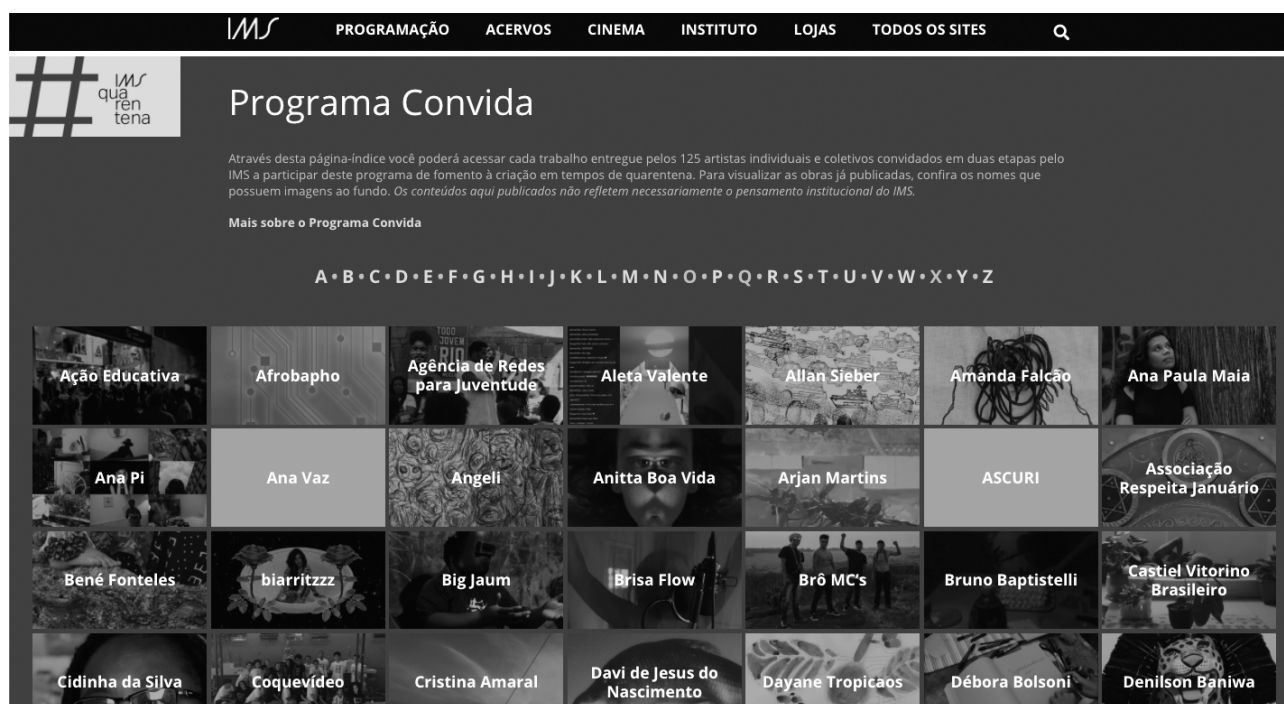 IMS PROGRAMAÇÃO ACERVOS CINEMA INSTITUTO LOJAS TODOS OS SITES
IMS
qua
ren
tena
Programa Convida
Através desta página-índice você poderá acessar cada trabalho entregue pelos 125 artistas individuais e coletivos convidados em duas etapas pelo
IMS a participar deste programa de fomento à criação em tempos de quarentena. Para visualizar as obras já publicadas, confira os nomes que
possuem imagens ao fundo. Os conteúdos aqui publicados não refletem necessariamente o pensamento institucional do IMS.
Mais sobre o Programa Convida
A • B • C • D • E • F • G • H • I • J • K • L • M • N • O • P • Q • R • S • T • U • V • W • X • Y • Z
Ação Educativa
Afrobapho
TODO
JOVEM
RIO
Agência de Redes
para Juventude
Aleta Valente
Allan Sieber
Amanda Falcão
Ana Paula Maia
Ana Pi
Ana Vaz
Angeli
Anitta Boa Vida
Arjan Martins
ASCURI
Associação
Respeita Januário
Bené Fonteles
biarritzzz
Big Jaum
Brisa Flow
Brô MC's
Bruno Baptistelli
Castiel Vitorino
Brasileiro
Cidinha da Silva
Coquevídeo
Cristina Amaral
Davi de Jesus do
Nascimento
Dayane Tropicaos
Débora Bolsoni
Denilson Baniwa